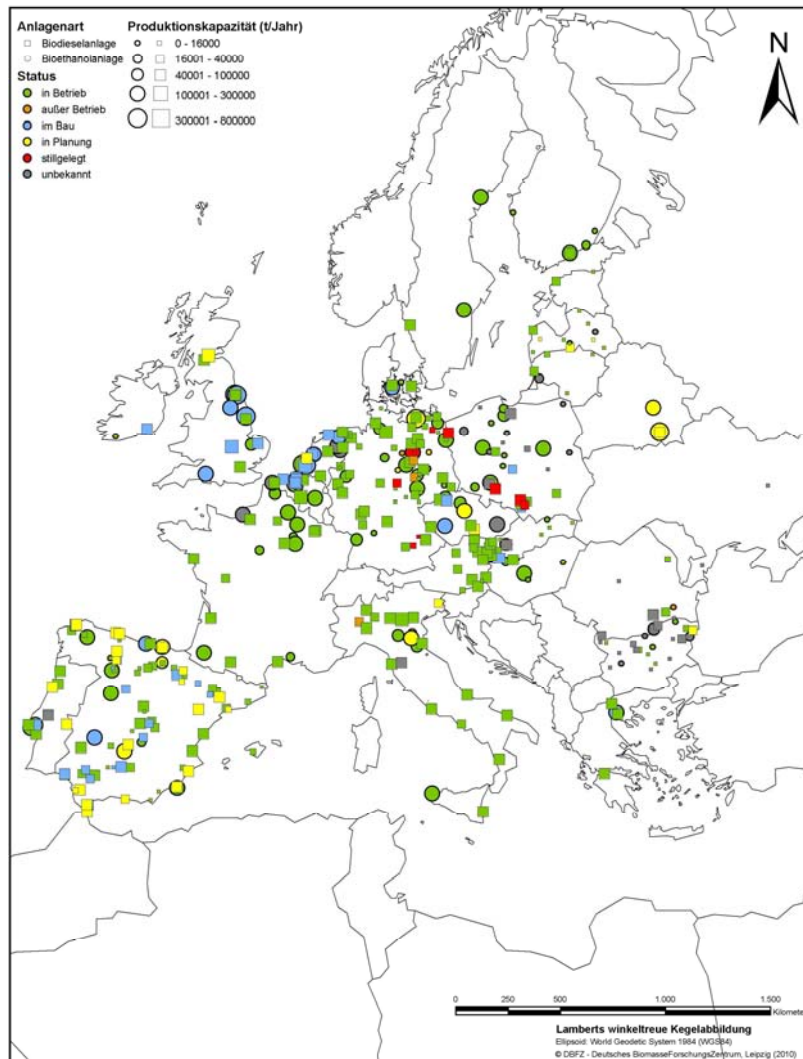 Anlagenart
Biodieselanlage
Bioethanolanlage
Status
in Betrieb
außer Betrieb
im Bau
in Planung
stillgelegt
unbekannt
Produktionskapazität (t/Jahr)
0 - 16000
16001 - 40000
40001 - 100000
100001 - 300000
300001 - 800000
N
0 250 500 1.000 1.500
Kilomete
Lamberts winkeltreue Kegelabbildung
Ellipsoid: World Geodetic System 1984 (WGS84)
© DBFZ - Deutsches BiomasseForschungsZentrum, Leipzig (2010)